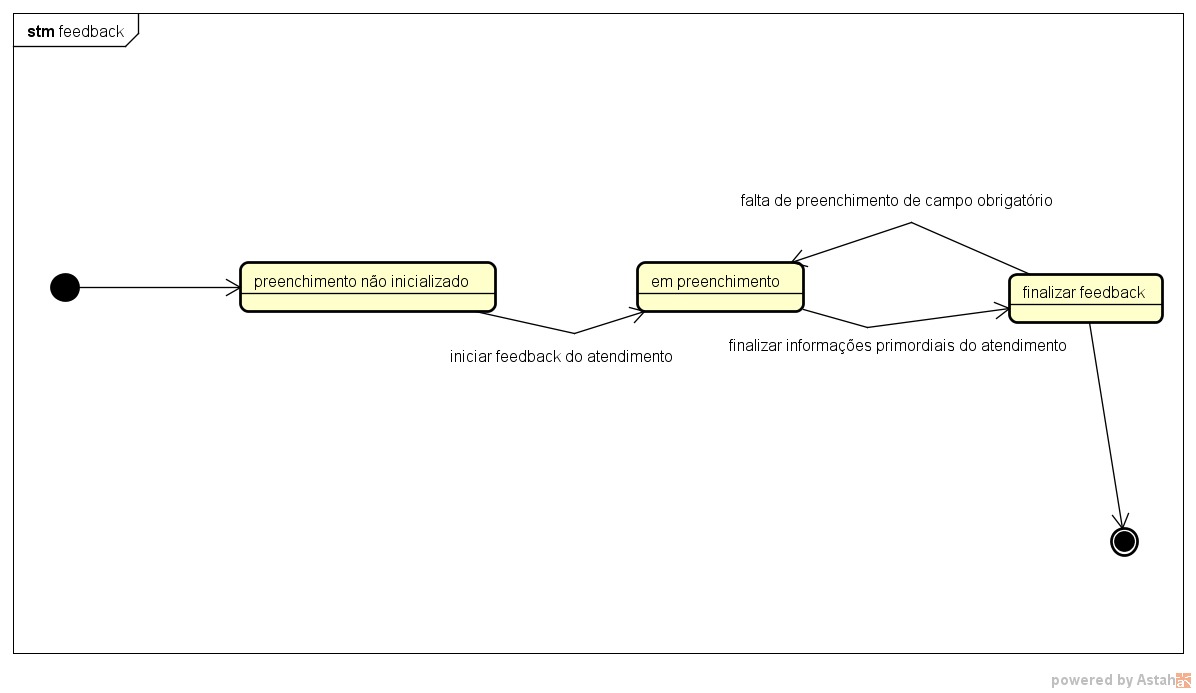 stm feedback
falta de preenchimento de campo obrigatório
preenchimento não inicializado
em preenchimento
finalizar feedback
iniciar feedback do atendimento
finalizar informações primordiais do atendimento
powered by Astah